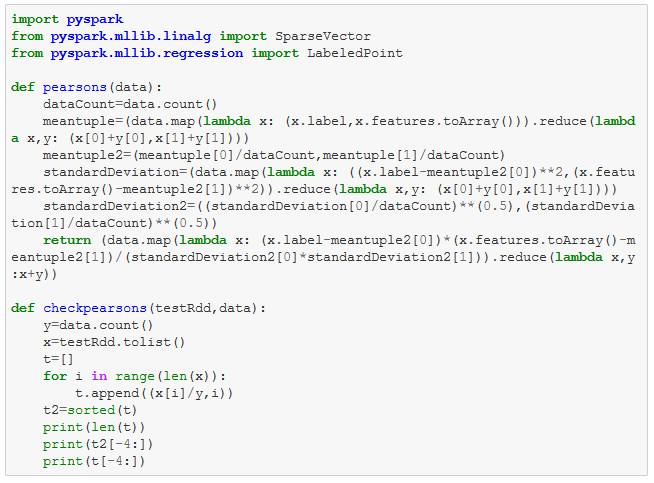 import pyspark
from pyspark.mllib.linalg import SparseVector
from pyspark.mllib.regression import LabeledPoint

def pearsons(data):
    dataCount=data.count()
    meantuple=(data.map(lambda x: (x.label,x.features.toArray())).reduce(lambd
a x,y: (x[0]+y[0],x[1]+y[1])))
    meantuple2=(meantuple[0]/dataCount,meantuple[1]/dataCount)
    standardDeviation=(data.map(lambda x: ((x.label-meantuple2[0])**2,(x.featu
res.toArray()-meantuple2[1])**2)).reduce(lambda x,y: (x[0]+y[0],x[1]+y[1])))
    standardDeviation2=((standardDeviation[0]/dataCount)**(0.5),(standardDevia
tion[1]/dataCount)**(0.5))
    return (data.map(lambda x: (x.label-meantuple2[0])*(x.features.toArray()-m
eantuple2[1])/(standardDeviation2[0]*standardDeviation2[1])).reduce(lambda x,y
:x+y))

def checkpearsons(testRdd,data):
    y=data.count()
    x=testRdd.tolist()
    t=[]
    for i in range(len(x)):
        t.append((x[i]/y,i))
    t2=sorted(t)
    print(len(t))
    print(t2[-4:])
    print(t[-4:])